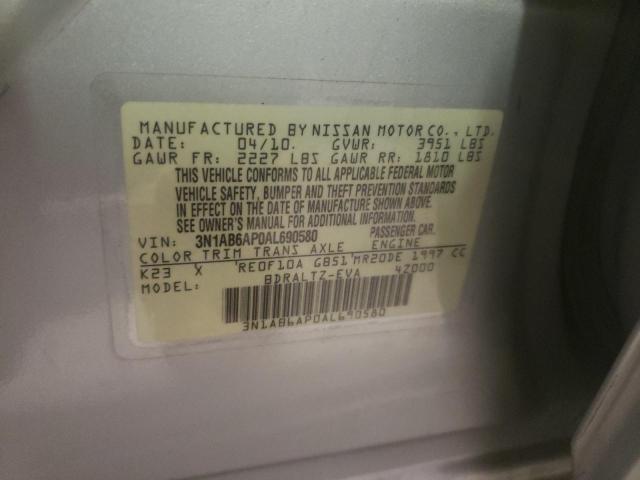 MANUFACTURED BY NISSAN MOTOR CO., LTD.
DATE: 04/10. GVWR: 3951 LBS
GAWR FR: 2227 LBS GAWR RR: 1810 LBS
THIS VEHICLE CONFORMS TO ALL APPLICABLE FEDERAL MOTOR
VEHICLE SAFETY, BUMPER AND THEFT PREVENTION STANDARDS
IN EFFECT ON THE DATE OF MANUFACTURE SHOWN ABOVE.
SEE OWNER'S MANUAL FOR ADDITIONAL INFORMATION.
VIN: 3N1AB6AP0AL690580 PASSENGER CAR.
COLOR TRIM TRANS AXLE ENGINE
K23 X RE0F10A GB51 MR20DE 1997 CC
MODEL: BDRALTZ-EVA 4Z000
3N1AB6AP0AL690580